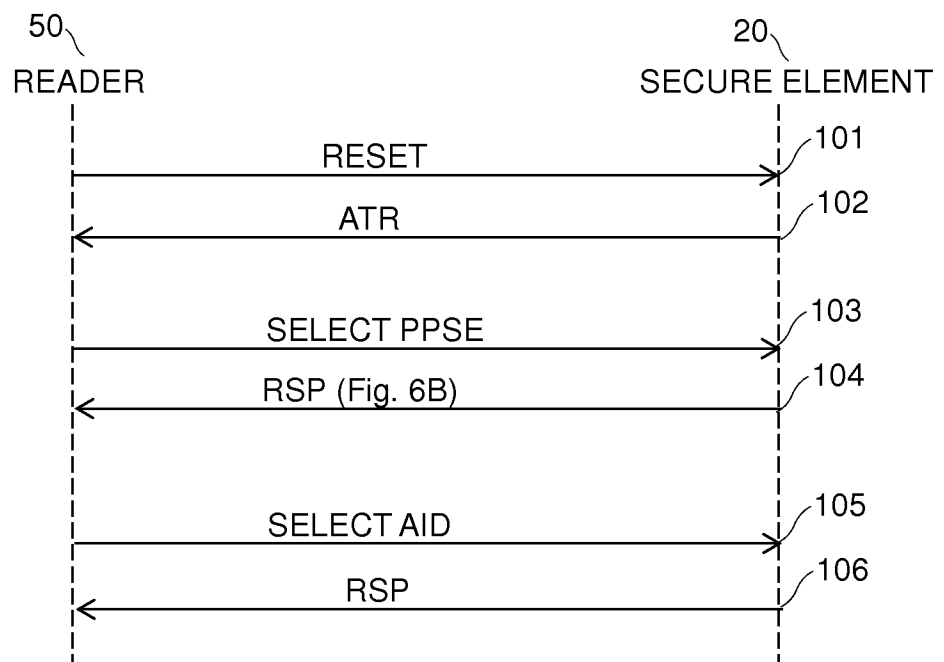 50
20
READER
SECURE ELEMENT
RESET
101
ATR
102
SELECT PPSE
103
RSP (Fig. 6B)
104
SELECT AID
105
RSP
106